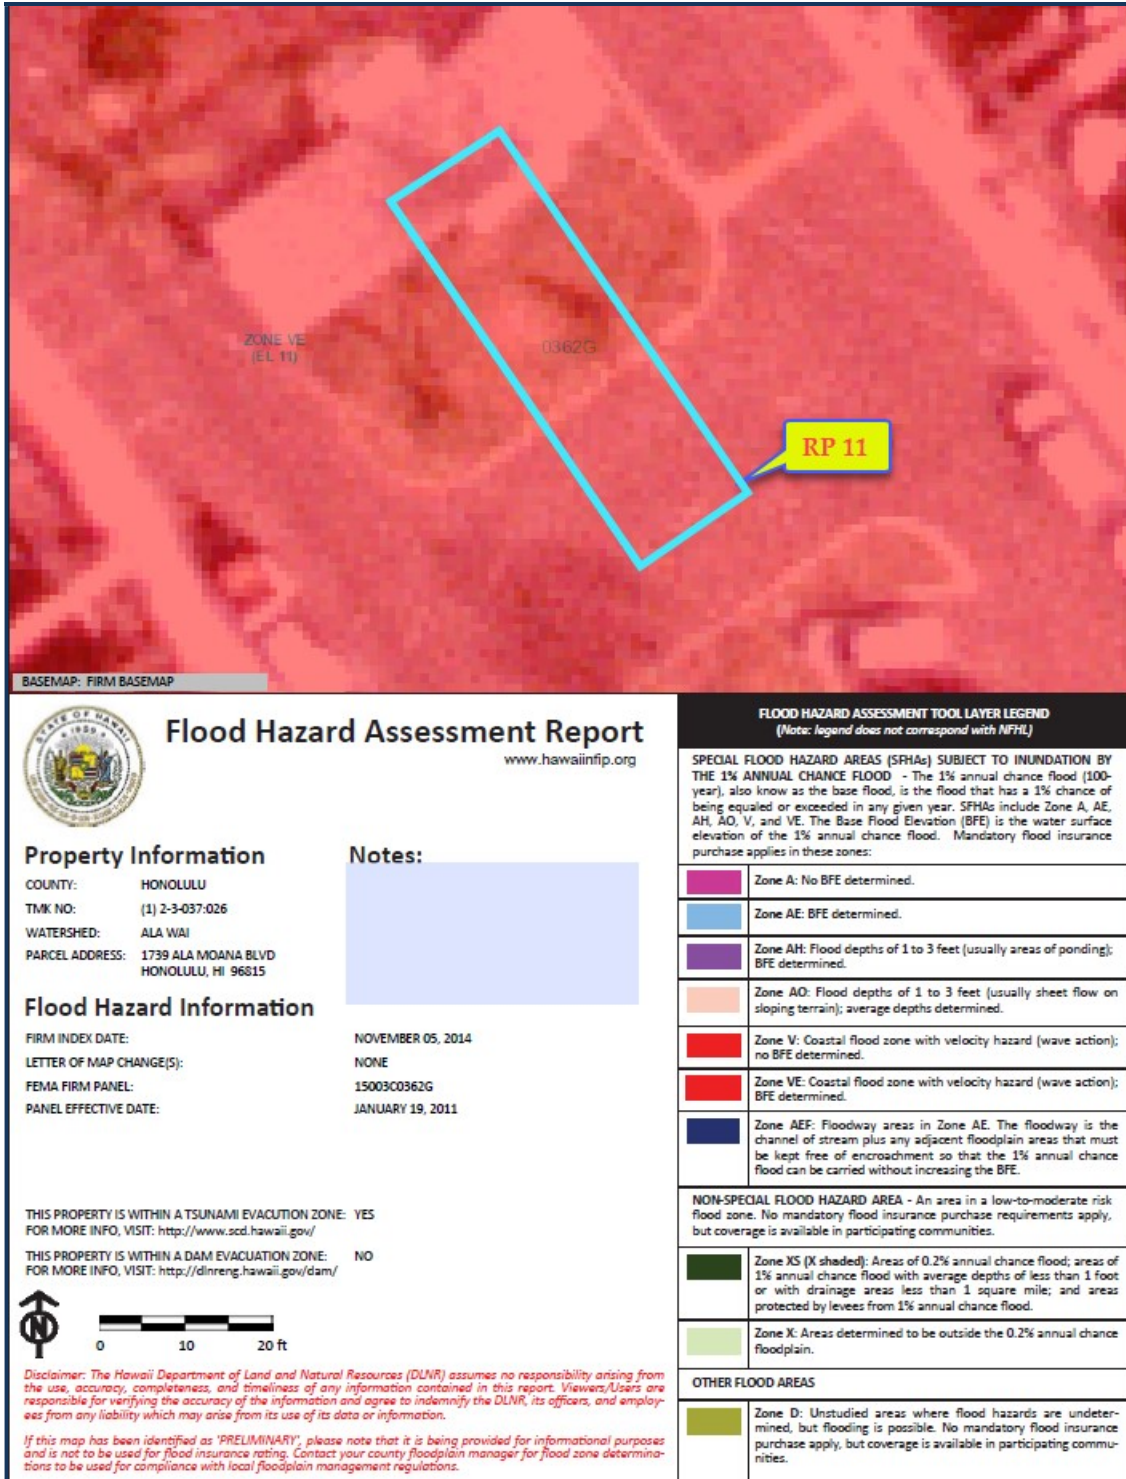 ZONE VE
(EL 11)
0362G
RP 11
BASEMAP: FIRM BASEMAP
STATE OF HAWAII
1959
Flood Hazard Assessment Report
www.hawaiinfip.org
Property Information
COUNTY: HONOLULU
TMK NO: (1) 2-3-037:026
WATERSHED: ALA WAI
PARCEL ADDRESS: 1739 ALA MOANA BLVD
HONOLULU, HI 96815
Notes:
Flood Hazard Information
FIRM INDEX DATE: NOVEMBER 05, 2014
LETTER OF MAP CHANGE(S): NONE
FEMA FIRM PANEL: 15003C0362G
PANEL EFFECTIVE DATE: JANUARY 19, 2011
THIS PROPERTY IS WITHIN A TSUNAMI EVACUTION ZONE: YES
FOR MORE INFO, VISIT: http://www.scd.hawaii.gov/
THIS PROPERTY IS WITHIN A DAM EVACUATION ZONE: NO
FOR MORE INFO, VISIT: http://dlnreng.hawaii.gov/dam/
N
0 10 20 ft
Disclaimer: The Hawaii Department of Land and Natural Resources (DLNR) assumes no responsibility arising from
the use, accuracy, completeness, and timeliness of any information contained in this report. Viewers/Users are
responsible for verifying the accuracy of the information and agree to indemnify the DLNR, its officers, and employ-
ees from any liability which may arise from its use of its data or information.
If this map has been identified as 'PRELIMINARY', please note that it is being provided for informational purposes
and is not to be used for flood insurance rating. Contact your county floodplain manager for flood zone determina-
tions to be used for compliance with local floodplain management regulations.
FLOOD HAZARD ASSESSMENT TOOL LAYER LEGEND
(Note: legend does not correspond with NFHL)
SPECIAL FLOOD HAZARD AREAS (SFHAs) SUBJECT TO INUNDATION BY
THE 1% ANNUAL CHANCE FLOOD - The 1% annual chance flood (100-
year), also know as the base flood, is the flood that has a 1% chance of
being equaled or exceeded in any given year. SFHAs include Zone A, AE,
AH, AO, V, and VE. The Base Flood Elevation (BFE) is the water surface
elevation of the 1% annual chance flood. Mandatory flood insurance
purchase applies in these zones:
Zone A: No BFE determined.
Zone AE: BFE determined.
Zone AH: Flood depths of 1 to 3 feet (usually areas of ponding);
BFE determined.
Zone AO: Flood depths of 1 to 3 feet (usually sheet flow on
sloping terrain); average depths determined.
Zone V: Coastal flood zone with velocity hazard (wave action);
no BFE determined.
Zone VE: Coastal flood zone with velocity hazard (wave action);
BFE determined.
Zone AEF: Floodway areas in Zone AE. The floodway is the
channel of stream plus any adjacent floodplain areas that must
be kept free of encroachment so that the 1% annual chance
flood can be carried without increasing the BFE.
NON-SPECIAL FLOOD HAZARD AREA - An area in a low-to-moderate risk
flood zone. No mandatory flood insurance purchase requirements apply,
but coverage is available in participating communities.
Zone XS (X shaded): Areas of 0.2% annual chance flood; areas of
1% annual chance flood with average depths of less than 1 foot
or with drainage areas less than 1 square mile; and areas
protected by levees from 1% annual chance flood.
Zone X: Areas determined to be outside the 0.2% annual chance
floodplain.
OTHER FLOOD AREAS
Zone D: Unstudied areas where flood hazards are undeter-
mined, but flooding is possible. No mandatory flood insurance
purchase apply, but coverage is available in participating commu-
nities.